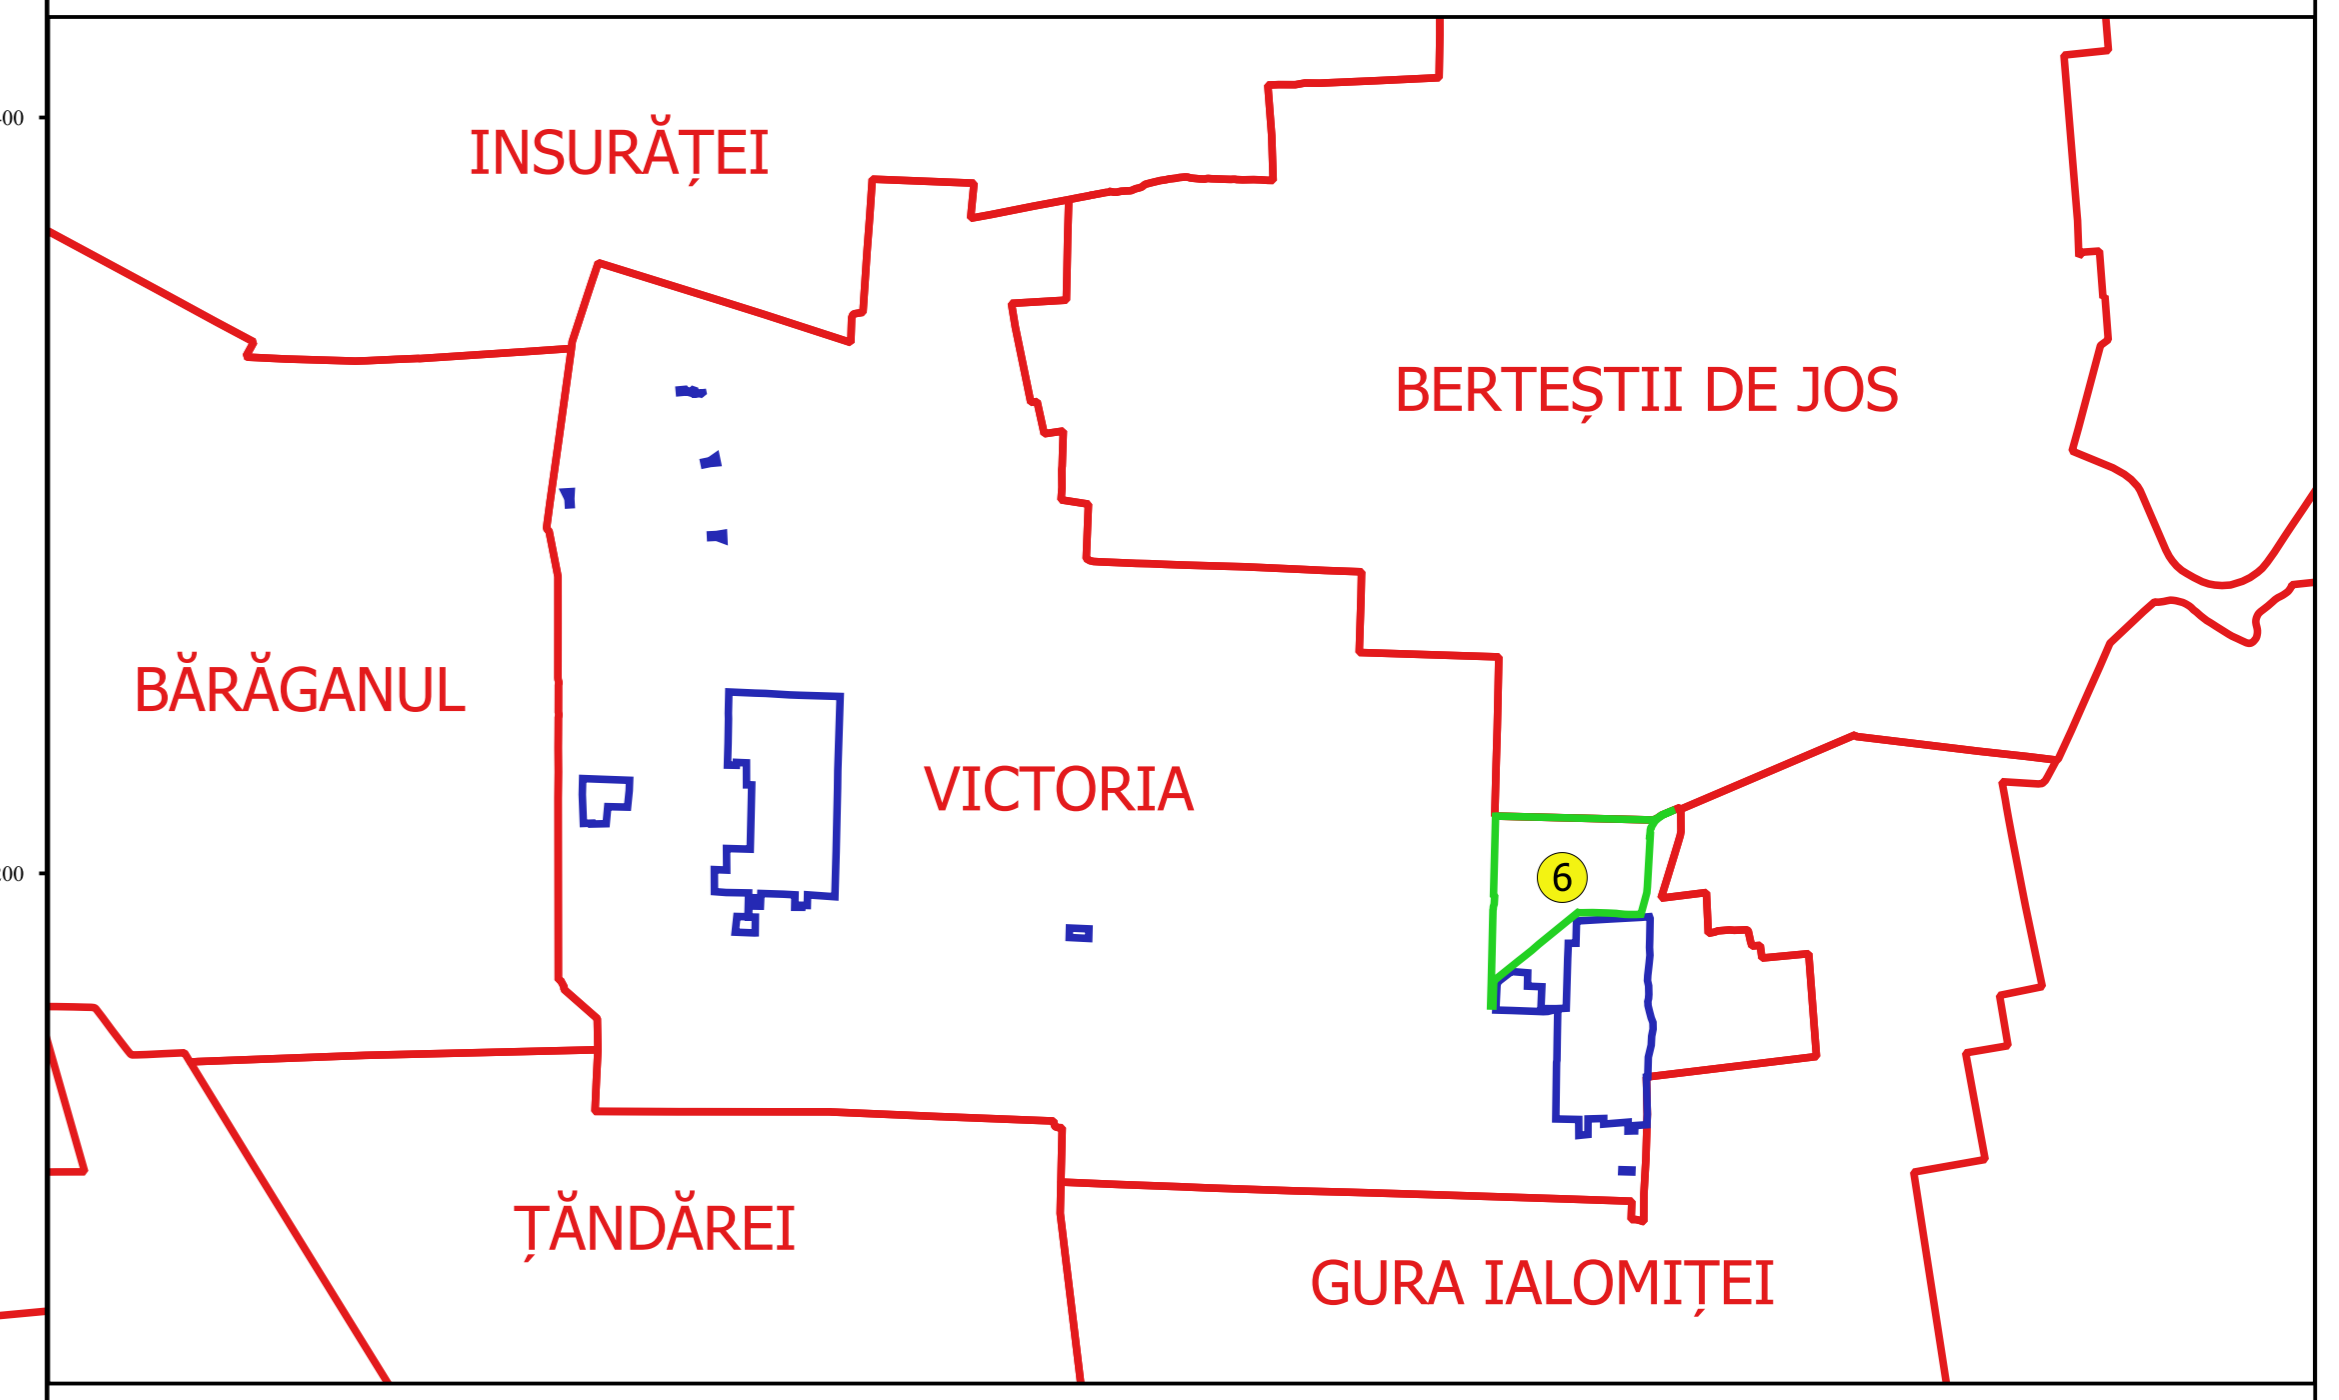 INSURĂȚEI
BERTEȘTII DE JOS
BĂRĂGANUL
VICTORIA
6
ȚĂNDĂREI
GURA IALOMIȚEI